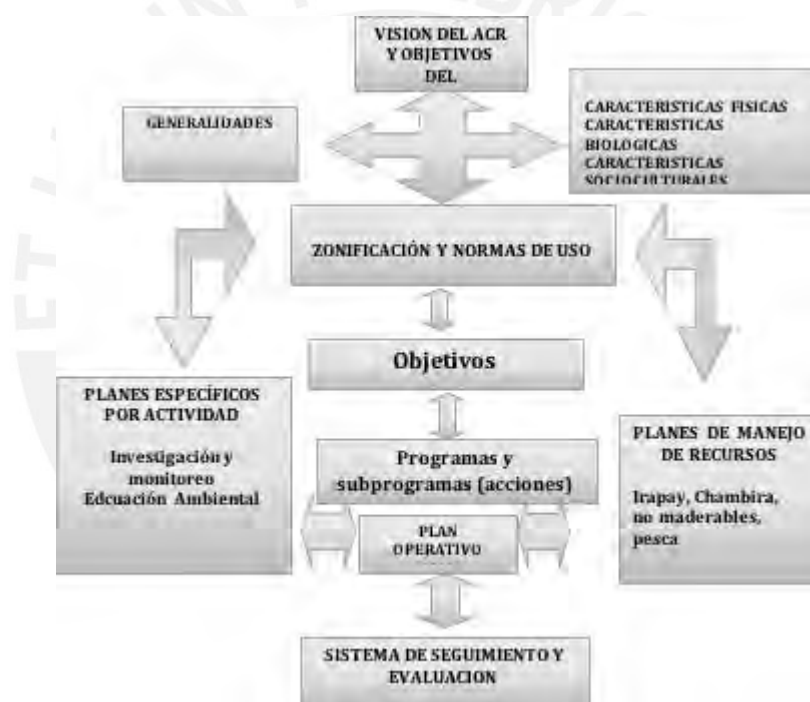 VISION DEL ACR
Y OBJETIVOS
DEL
GENERALIDADES
CARACTERISTICAS FISICAS
CARACTERISTICAS
BIOLOGICAS
CARACTERISTICAS
SOCIOCULTURALES
ZONIFICACIÓN Y NORMAS DE USO
Objetivos
PLANES ESPECÍFICOS
POR ACTIVIDAD
Investigación y
monitoreo
Edcuación Ambiental
Programas y
subprogramas (acciones)
PLAN
OPERATIVO
PLANES DE MANEJO
DE RECURSOS
Irapay, Chambira,
no maderables,
pesca
SISTEMA DE SEGUIMIENTO Y
EVALUACION